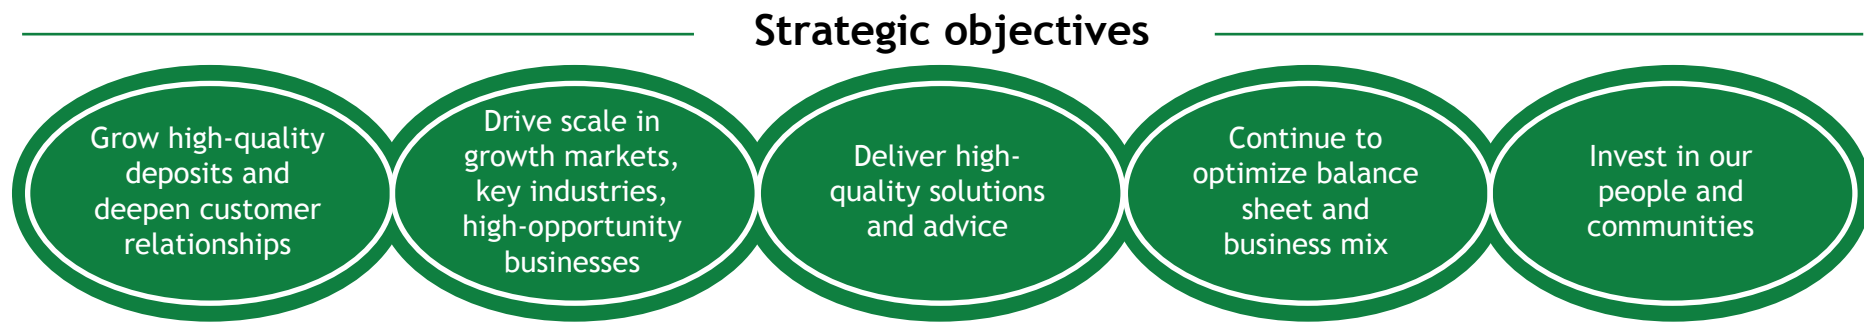 Strategic objectives
Grow high-quality
deposits and
deepen customer
relationships
Drive scale in
growth markets,
key industries,
high-opportunity
businesses
Deliver high-
quality solutions
and advice
Continue to
optimize balance
sheet and
business mix
Invest in our
people and
communities